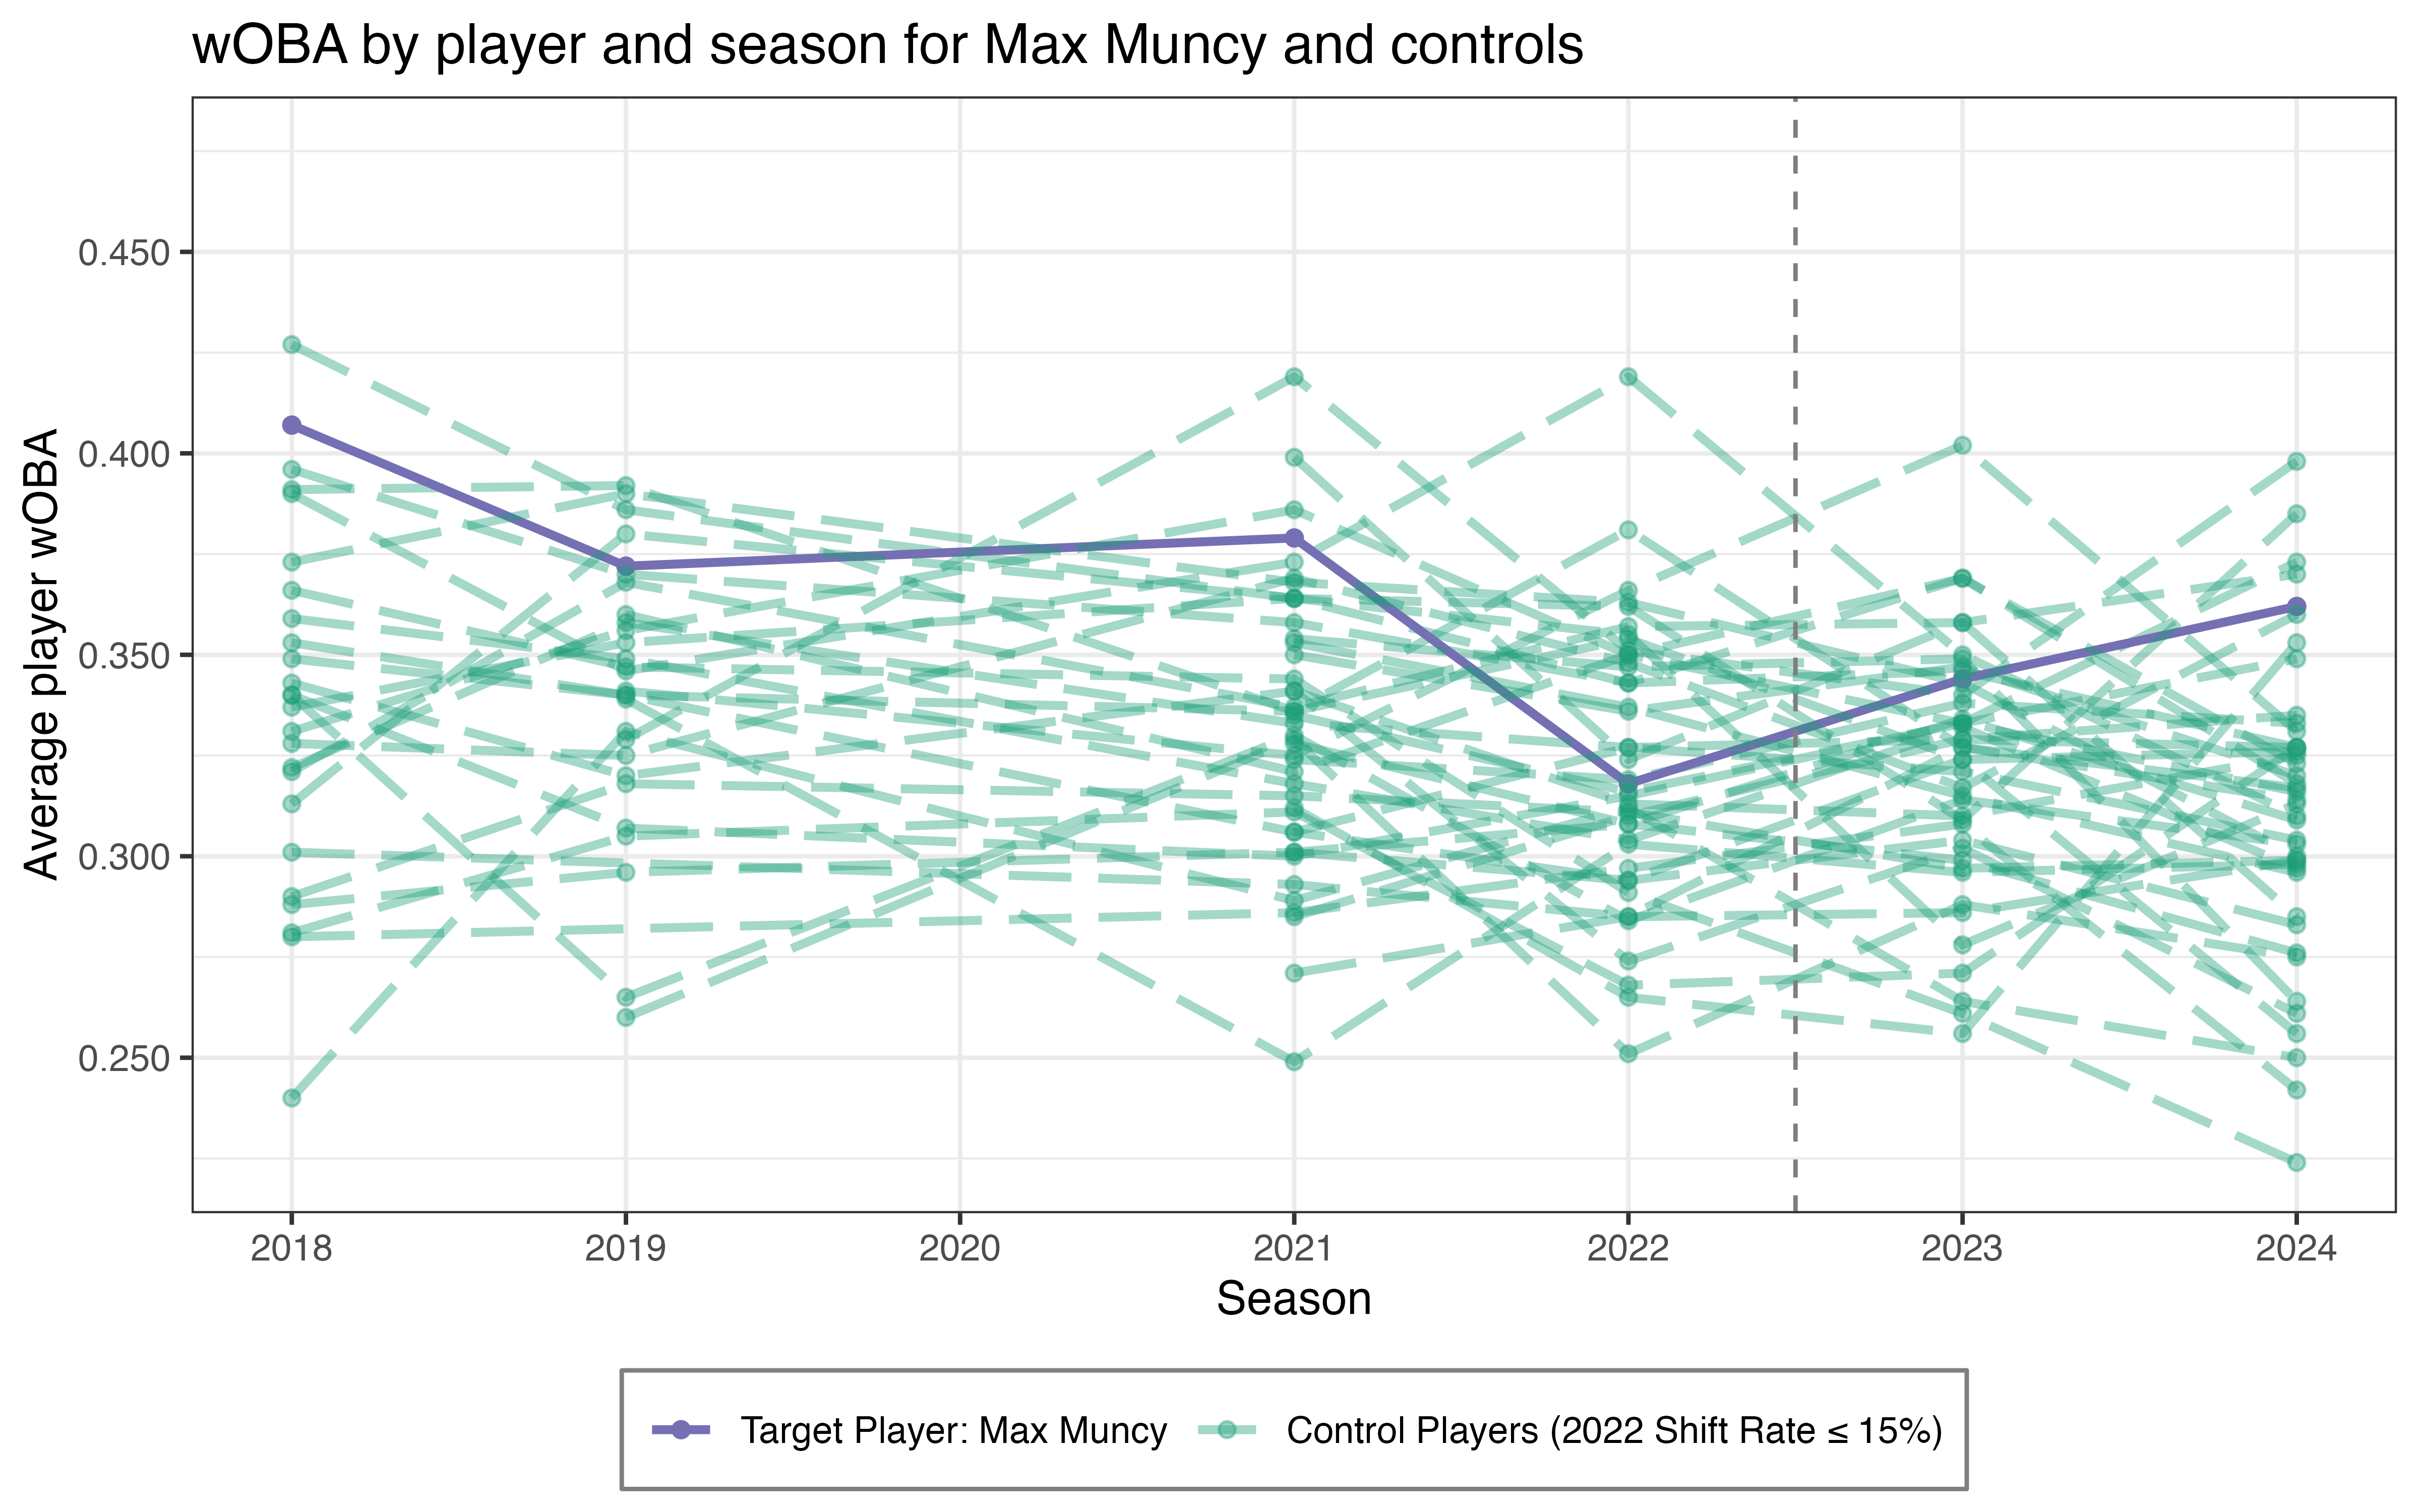 wOBA by player and season for Max Muncy and controls
Average player wOBA
0.450
0.400
0.350
0.300
0.250
2018 2019 2020 2021 2022 2023 2024
Season
Target Player: Max Muncy Control Players (2022 Shift Rate ≤ 15%)